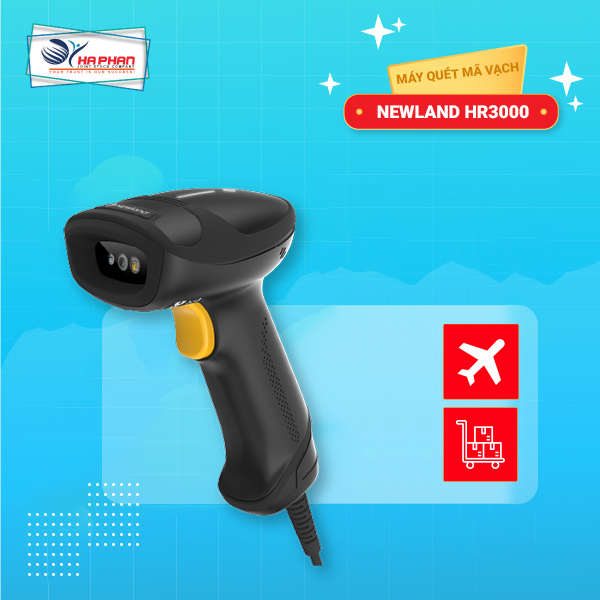 HA PHAN
JOINT STOCK COMPANY
YOUR TRUST IS OUR SUCCESS!
MÁY QUÉT MÃ VẠCH
NEWLAND HR3000